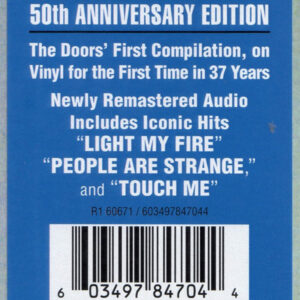 50th ANNIVERSARY EDITION
The Doors' First Compilation, on
Vinyl for the First Time in 37 Years
Newly Remastered Audio
Includes Iconic Hits
“LIGHT MY FIRE”
“PEOPLE ARE STRANGE,”
and “TOUCH ME”
R1 60671 / 603497847044
6 03497 84704 4